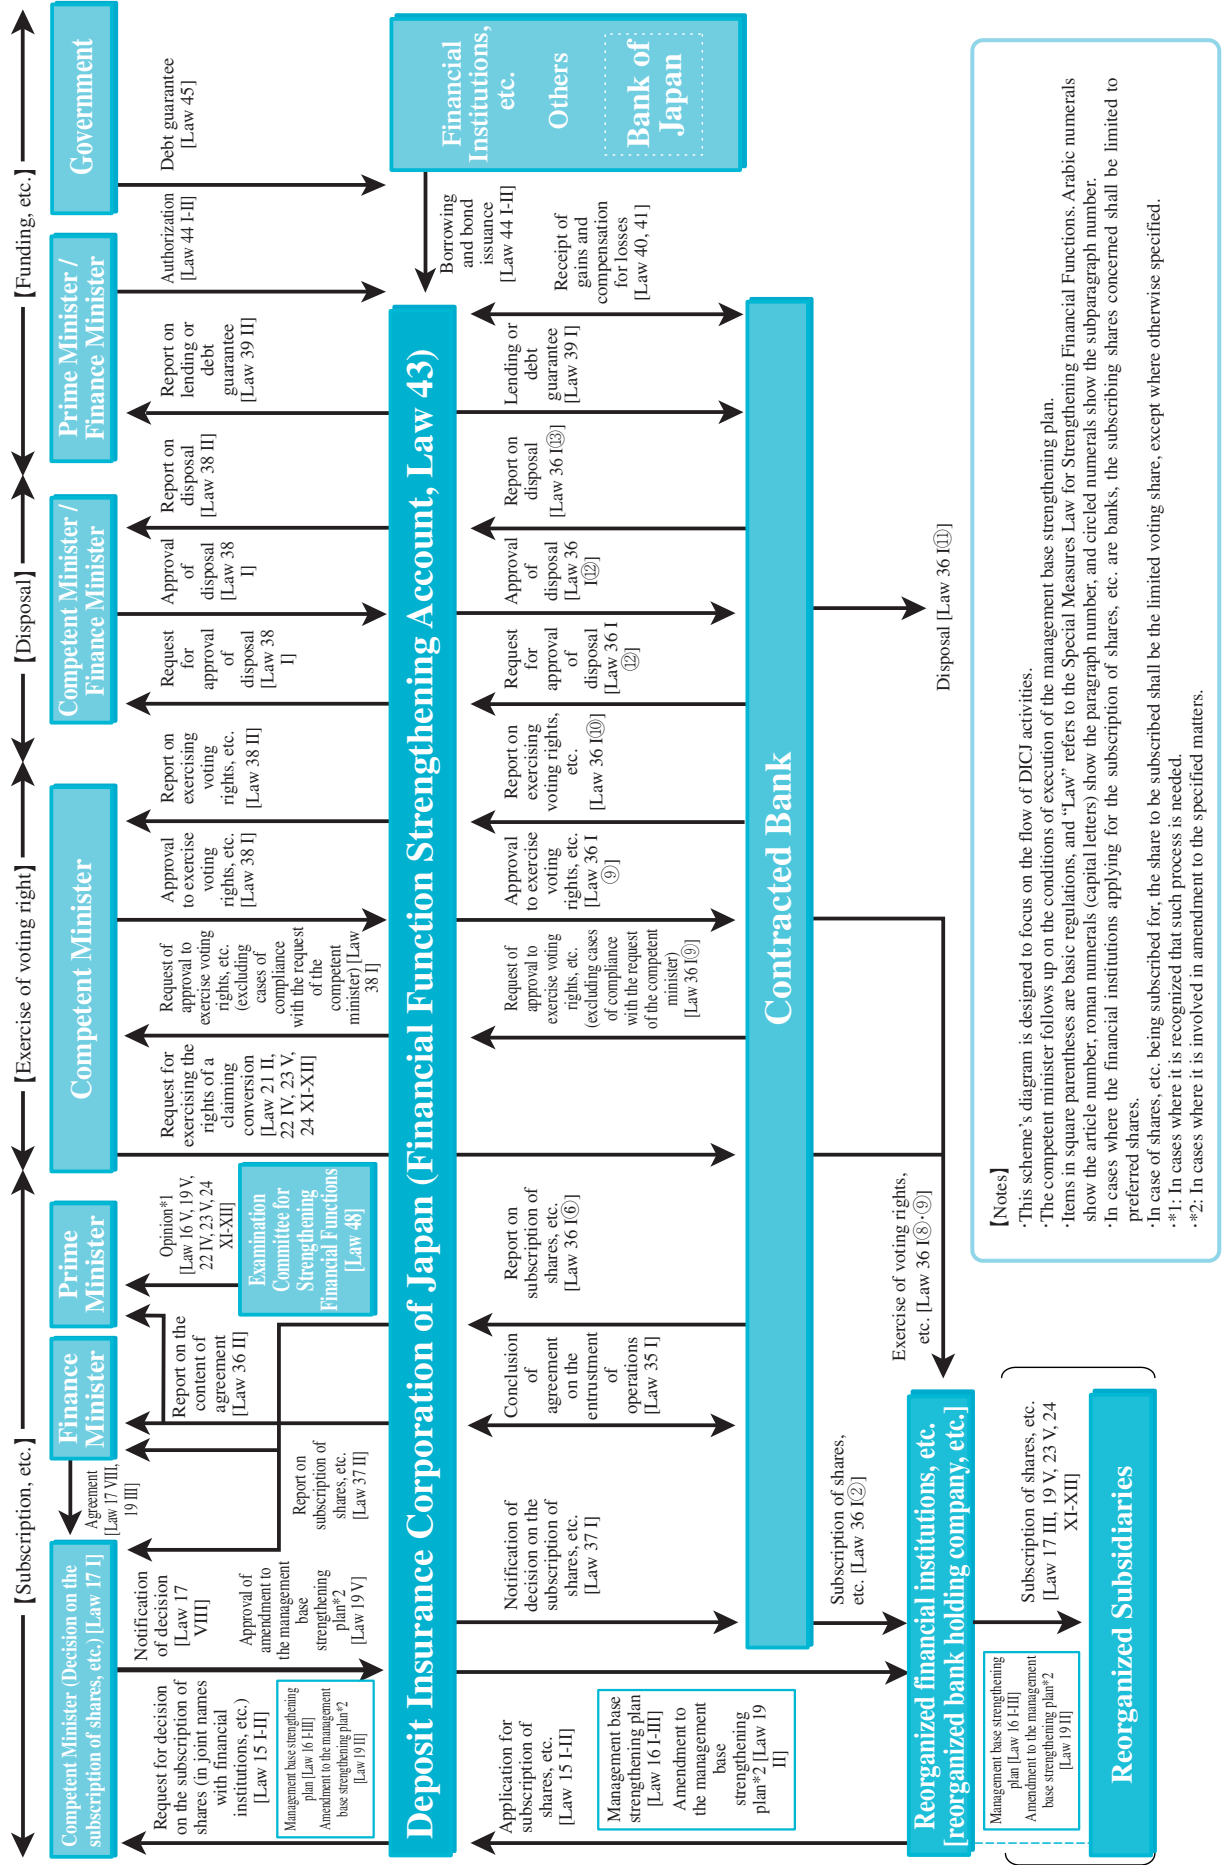 【Subscription, etc.】
【Exercise of voting right】
【Disposal】
【Funding, etc.】
Competent Minister (Decision on the
subscription of shares, etc.) [Law 17 I]
Finance
Minister
Prime
Minister
Competent Minister
Competent Minister /
Finance Minister
Prime Minister /
Finance Minister
Government
Agreement
[Law 17 VIII,
19 III]
Request for decision
on the subscription of
shares (in joint names
with financial
institutions, etc.)
[Law 15 I-II]
Management base strengthening
plan [Law 16 I-III]
Amendment to the management
base strengthening plan*2
[Law 19 II]
Notification
of decision
[Law 17
VIII]
Approval of
amendment to
the management
base
strengthening
plan*2
[Law 19 V]
Report on
subscription of
shares, etc.
[Law 37 II]
Report on the
content of
agreement
[Law 36 II]
Opinion*1
[Law 16 V, 19 V,
22 IV, 23 V, 24
XI-XII]
Examination
Committee for
Strengthening
Financial Functions
[Law 48]
Request for
exercising the
rights of a
claiming
conversion
[Law 21 II,
22 IV, 23 V,
24 XI-XII]
Request of
approval to
exercise voting
rights, etc.
(excluding
cases of
compliance
with the request
of the
competent
minister) [Law
38 I]
Approval
to exercise
voting
rights, etc.
[Law 38 I]
Report on
exercising
voting
rights, etc.
[Law 38 II]
Request
for
approval
of
disposal
[Law 38
I]
Approval
of
disposal
[Law 38
I]
Report on
disposal
[Law 38 II]
Report on
lending or
debt
guarantee
[Law 39 II]
Authorization
[Law 44 I-II]
Debt guarantee
[Law 45]
Deposit Insurance Corporation of Japan (Financial Function Strengthening Account, Law 43)
Financial
Institutions,
etc.
Others
Bank of
Japan
Borrowing
and bond
issuance
[Law 44 I-II]
Application for
subscription of
shares, etc.
[Law 15 I-II]
Management base
strengthening plan
[Law 16 I-III]
Amendment to
the management
base
strengthening
plan*2 [Law 19
II]
Notification of
decision on the
subscription of
shares, etc.
[Law 37 I]
Conclusion
of
agreement
on the
entrustment
of
operations
[Law 35 I]
Report on
subscription of
shares, etc.
[Law 36 I⑥]
Request of
approval to
exercise voting
rights, etc.
(excluding cases
of compliance
with the request
of the competent
minister)
[Law 36 I⑨]
Approval
to exercise
voting
rights, etc.
[Law 36 I
⑨]
Report on
exercising
voting rights,
etc.
[Law 36 I⑩]
Request
for
approval
of
disposal
[Law 36 I
⑫]
Approval
of
disposal
[Law 36
I⑫]
Report on
disposal
[Law 36 I⑬]
Lending or
debt
guarantee
[Law 39 I]
Receipt of
gains and
compensation
for losses
[Law 40, 41]
Contracted Bank
Subscription of shares,
etc. [Law 36 I②]
Exercise of voting rights,
etc. [Law 36 I⑧·⑨]
Disposal [Law 36 I⑪]
Reorganized financial institutions, etc.
[reorganized bank holding company, etc.]
Management base strengthening
plan [Law 16 I-III]
Amendment to the management
base strengthening plan*2
[Law 19 II]
Subscription of shares, etc.
[Law 17 III, 19 V, 23 V, 24
XI-XII]
Reorganized Subsidiaries
【Notes】
·This scheme's diagram is designed to focus on the flow of DICJ activities.
·The competent minister follows up on the conditions of execution of the management base strengthening plan.
·Items in square parentheses are basic regulations, and “Law” refers to the Special Measures Law for Strengthening Financial Functions. Arabic numerals
show the article number, roman numerals (capital letters) show the paragraph number, and circled numerals show the subparagraph number.
·In cases where the financial institutions applying for the subscription of shares, etc. are banks, the subscribing shares concerned shall be limited to
preferred shares.
·In case of shares, etc. being subscribed for, the share to be subscribed shall be the limited voting share, except where otherwise specified.
·*1: In cases where it is recognized that such process is needed.
·*2: In cases where it is involved in amendment to the specified matters.